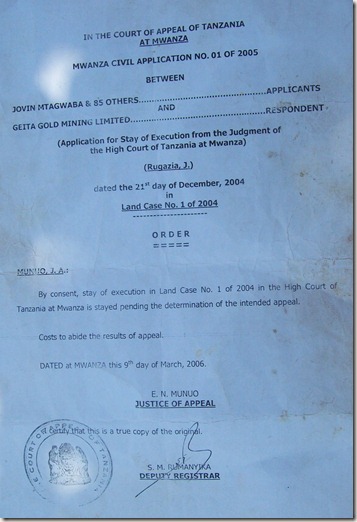 IN THE COURT OF APPEAL OF TANZANIA
AT MWANZA
MWANZA CIVIL APPLICATION NO. 01 OF 2005
BETWEEN
JOVIN MTAGWABA & 85 OTHERS..............................................APPLICANTS
AND
GEITA GOLD MINING LIMITED..............................................RESPONDENT
(Application for Stay of Execution from the Judgment of
the High Court of Tanzania at Mwanza)
(Rugazia, J.)
dated the 21st day of December, 2004
in
Land Case No. 1 of 2004
---------------------
O R D E R
=====
MUNUO, J. A.:
By consent, stay of execution in Land Case No. 1 of 2004 in the High Court of
Tanzania at Mwanza is stayed pending the determination of the intended appeal.
Costs to abide the results of appeal.
DATED at MWANZA this 9th day of March, 2006.
E. N. MUNUO
JUSTICE OF APPEAL
I certify that this is a true copy of the original.
S. M. RUMANYIKA
DEPUTY REGISTRAR
COURT OF APPEAL OF TANZANIA